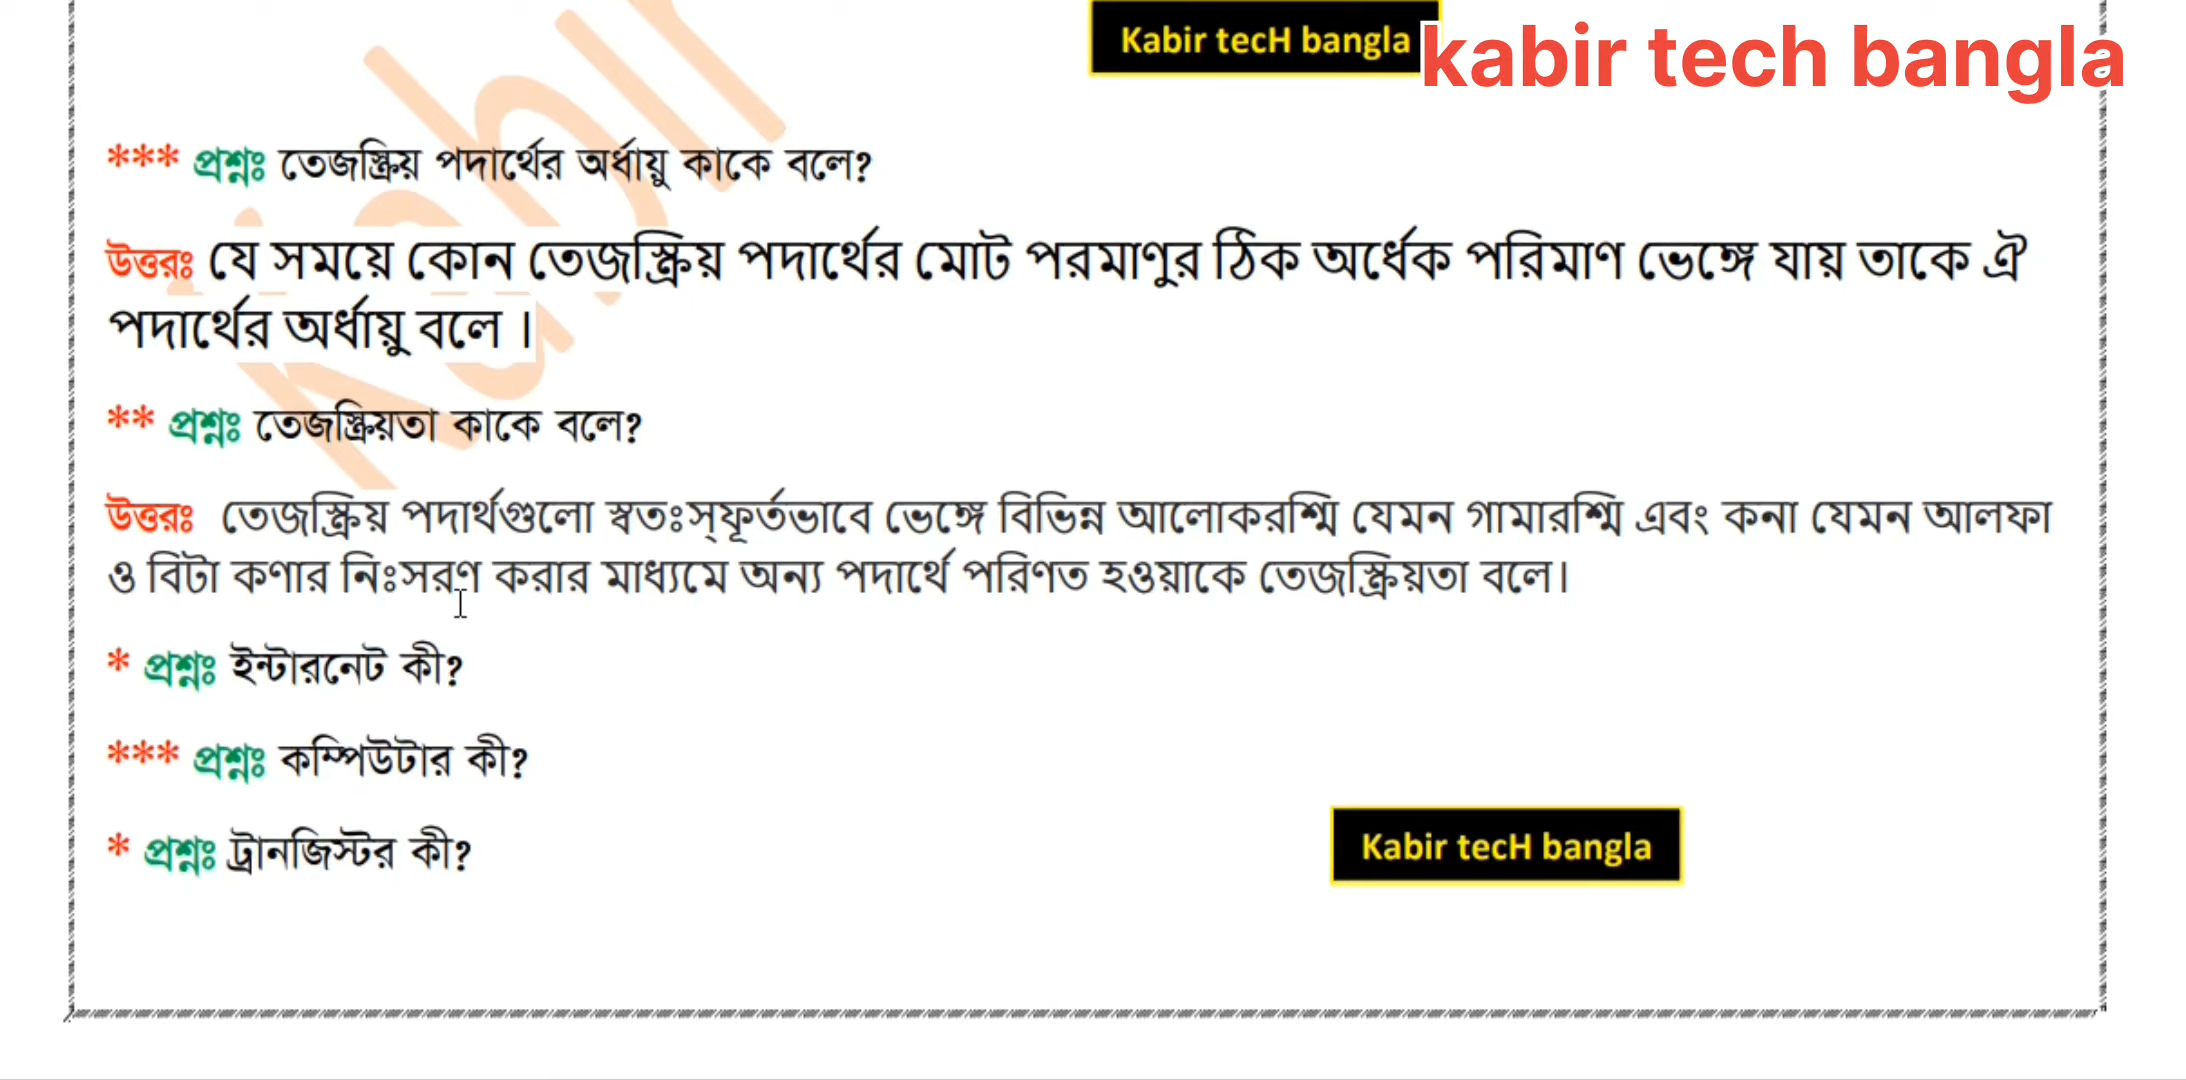 Kabir tecH bangla
kabir tech bangla
*** প্রশ্নঃ তেজস্ক্রিয় পদার্থের অর্ধায়ু কাকে বলে?
উত্তরঃ যে সময়ে কোন তেজস্ক্রিয় পদার্থের মোট পরমাণুর ঠিক অর্ধেক পরিমাণ ভেঙ্গে যায় তাকে ঐ
পদার্থের অর্ধায়ু বলে ।
** প্রশ্নঃ তেজস্ক্রিয়তা কাকে বলে?
উত্তরঃ তেজস্ক্রিয় পদার্থগুলো স্বতঃস্ফূর্তভাবে ভেঙ্গে বিভিন্ন আলোকরশ্মি যেমন গামারশ্মি এবং কনা যেমন আলফা
ও বিটা কণার নিঃসরণ করার মাধ্যমে অন্য পদার্থে পরিণত হওয়াকে তেজস্ক্রিয়তা বলে।
* প্রশ্নঃ ইন্টারনেট কী?
*** প্রশ্নঃ কম্পিউটার কী?
* প্রশ্নঃ ট্রানজিস্টর কী?
Kabir tecH bangla